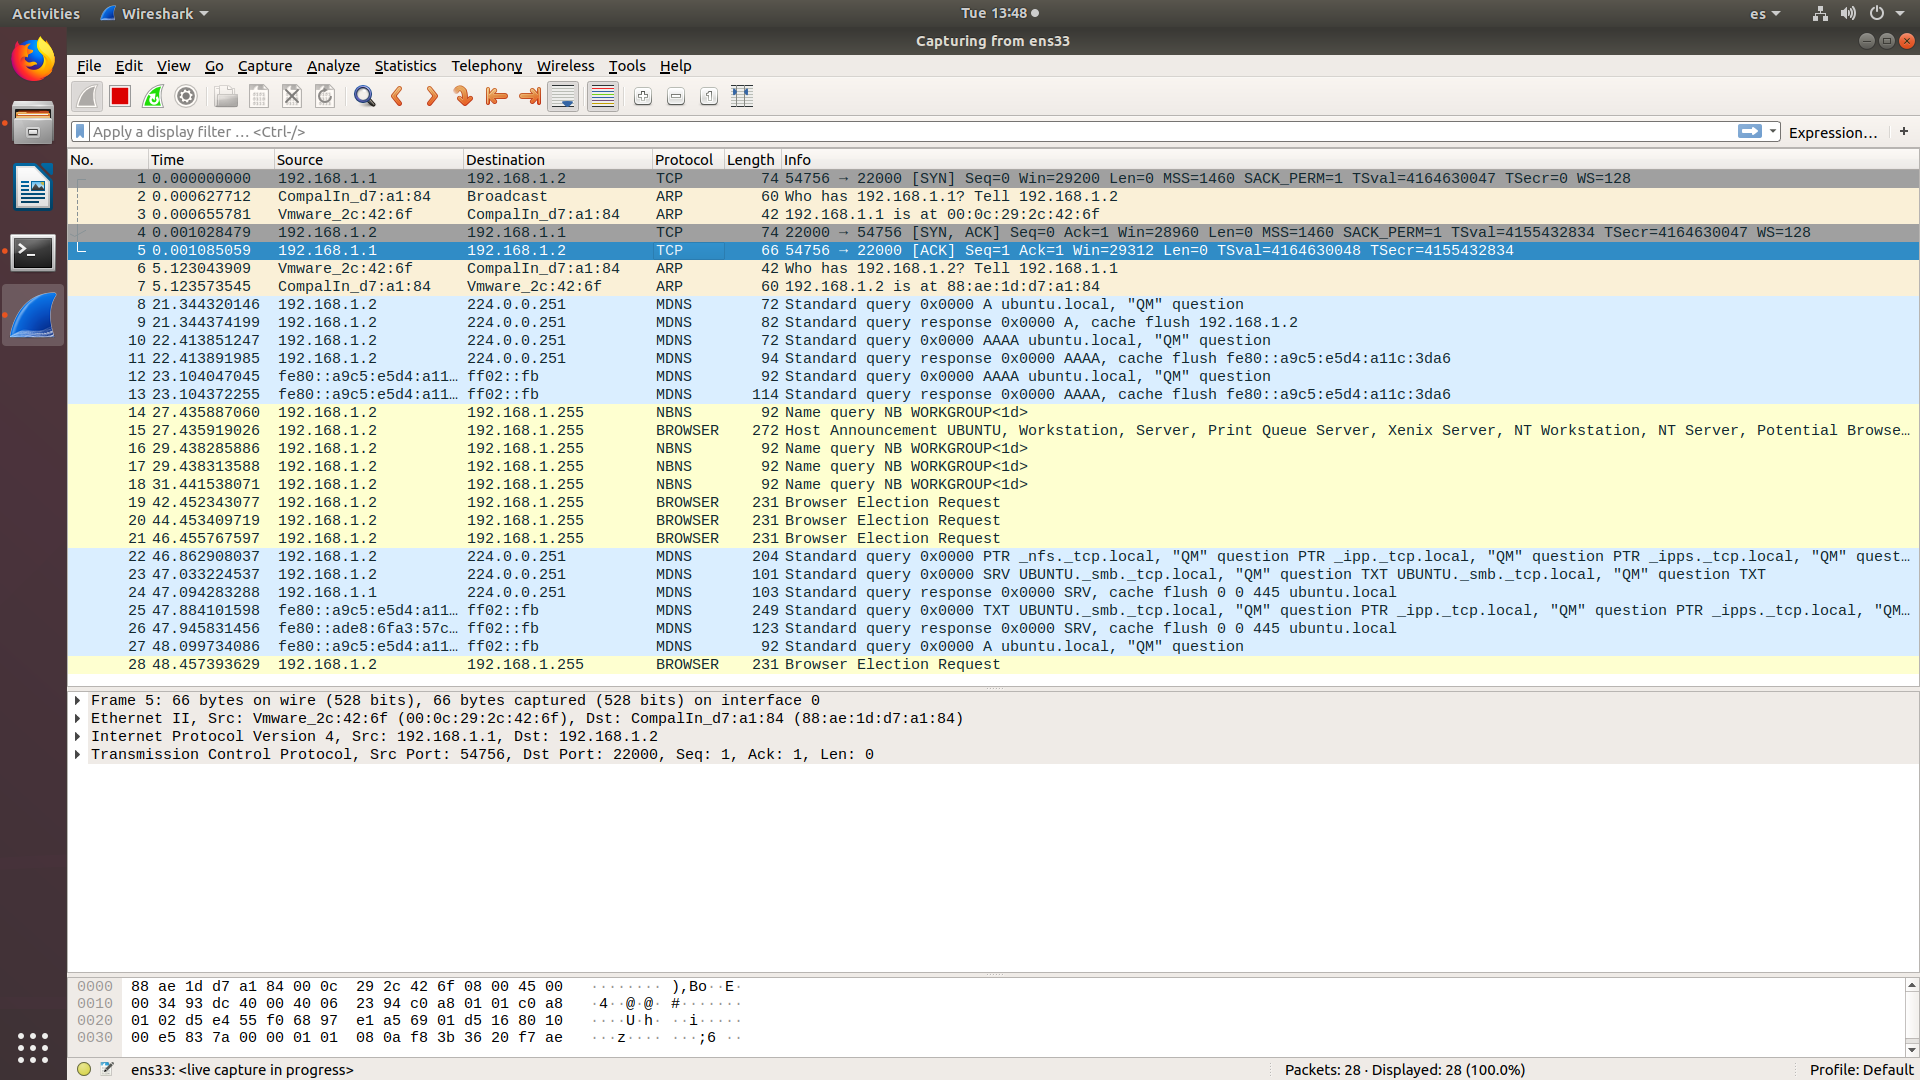 Activities Wireshark Tue 13:48 es
Capturing from ens33
File Edit View Go Capture Analyze Statistics Telephony Wireless Tools Help
Apply a display filter … <Ctrl-/> Expression… +
No. Time Source Destination Protocol Length Info
1 0.000000000 192.168.1.1 192.168.1.2 TCP 74 54756 → 22000 [SYN] Seq=0 Win=29200 Len=0 MSS=1460 SACK_PERM=1 TSval=4164630047 TSecr=0 WS=128
2 0.000627712 CompalIn_d7:a1:84 Broadcast ARP 60 Who has 192.168.1.1? Tell 192.168.1.2
3 0.000655781 Vmware_2c:42:6f CompalIn_d7:a1:84 ARP 42 192.168.1.1 is at 00:0c:29:2c:42:6f
4 0.001028479 192.168.1.2 192.168.1.1 TCP 74 22000 → 54756 [SYN, ACK] Seq=0 Ack=1 Win=28960 Len=0 MSS=1460 SACK_PERM=1 TSval=4155432834 TSecr=4164630047 WS=128
5 0.001085059 192.168.1.1 192.168.1.2 TCP 66 54756 → 22000 [ACK] Seq=1 Ack=1 Win=29312 Len=0 TSval=4164630048 TSecr=4155432834
6 5.123043909 Vmware_2c:42:6f CompalIn_d7:a1:84 ARP 42 Who has 192.168.1.2? Tell 192.168.1.1
7 5.123573545 CompalIn_d7:a1:84 Vmware_2c:42:6f ARP 60 192.168.1.2 is at 88:ae:1d:d7:a1:84
8 21.344320146 192.168.1.2 224.0.0.251 MDNS 72 Standard query 0x0000 A ubuntu.local, "QM" question
9 21.344374199 192.168.1.2 224.0.0.251 MDNS 82 Standard query response 0x0000 A, cache flush 192.168.1.2
10 22.413851247 192.168.1.2 224.0.0.251 MDNS 72 Standard query 0x0000 AAAA ubuntu.local, "QM" question
11 22.413891985 192.168.1.2 224.0.0.251 MDNS 94 Standard query response 0x0000 AAAA, cache flush fe80::a9c5:e5d4:a11c:3da6
12 23.104047045 fe80::a9c5:e5d4:a11… ff02::fb MDNS 92 Standard query 0x0000 AAAA ubuntu.local, "QM" question
13 23.104372255 fe80::a9c5:e5d4:a11… ff02::fb MDNS 114 Standard query response 0x0000 AAAA, cache flush fe80::a9c5:e5d4:a11c:3da6
14 27.435887060 192.168.1.2 192.168.1.255 NBNS 92 Name query NB WORKGROUP<1d>
15 27.435919026 192.168.1.2 192.168.1.255 BROWSER 272 Host Announcement UBUNTU, Workstation, Server, Print Queue Server, Xenix Server, NT Workstation, NT Server, Potential Browse…
16 29.438285886 192.168.1.2 192.168.1.255 NBNS 92 Name query NB WORKGROUP<1d>
17 29.438313588 192.168.1.2 192.168.1.255 NBNS 92 Name query NB WORKGROUP<1d>
18 31.441538071 192.168.1.2 192.168.1.255 NBNS 92 Name query NB WORKGROUP<1d>
19 42.452343077 192.168.1.2 192.168.1.255 BROWSER 231 Browser Election Request
20 44.453409719 192.168.1.2 192.168.1.255 BROWSER 231 Browser Election Request
21 46.455767597 192.168.1.2 192.168.1.255 BROWSER 231 Browser Election Request
22 46.862908037 192.168.1.2 224.0.0.251 MDNS 204 Standard query 0x0000 PTR _nfs._tcp.local, "QM" question PTR _ipp._tcp.local, "QM" question PTR _ipps._tcp.local, "QM" quest…
23 47.033224537 192.168.1.2 224.0.0.251 MDNS 101 Standard query 0x0000 SRV UBUNTU._smb._tcp.local, "QM" question TXT UBUNTU._smb._tcp.local, "QM" question TXT
24 47.094283288 192.168.1.1 224.0.0.251 MDNS 103 Standard query response 0x0000 SRV, cache flush 0 0 445 ubuntu.local
25 47.884101598 fe80::a9c5:e5d4:a11… ff02::fb MDNS 249 Standard query 0x0000 TXT UBUNTU._smb._tcp.local, "QM" question PTR _ipp._tcp.local, "QM" question PTR _ipps._tcp.local, "QM…
26 47.945831456 fe80::ade8:6fa3:57c… ff02::fb MDNS 123 Standard query response 0x0000 SRV, cache flush 0 0 445 ubuntu.local
27 48.099734086 fe80::a9c5:e5d4:a11… ff02::fb MDNS 92 Standard query 0x0000 A ubuntu.local, "QM" question
28 48.457393629 192.168.1.2 192.168.1.255 BROWSER 231 Browser Election Request
Frame 5: 66 bytes on wire (528 bits), 66 bytes captured (528 bits) on interface 0
Ethernet II, Src: Vmware_2c:42:6f (00:0c:29:2c:42:6f), Dst: CompalIn_d7:a1:84 (88:ae:1d:d7:a1:84)
Internet Protocol Version 4, Src: 192.168.1.1, Dst: 192.168.1.2
Transmission Control Protocol, Src Port: 54756, Dst Port: 22000, Seq: 1, Ack: 1, Len: 0
0000 88 ae 1d d7 a1 84 00 0c 29 2c 42 6f 08 00 45 00 ········ ),Bo··E·
0010 00 34 93 dc 40 00 40 06 23 94 c0 a8 01 01 c0 a8 ·4··@·@· #·······
0020 01 02 d5 e4 55 f0 68 97 e1 a5 69 01 d5 16 80 10 ····U·h· ··i·····
0030 00 e5 83 7a 00 00 01 01 08 0a f8 3b 36 20 f7 ae ···z···· ···;6 ··
ens33: <live capture in progress> Packets: 28 · Displayed: 28 (100.0%) Profile: Default